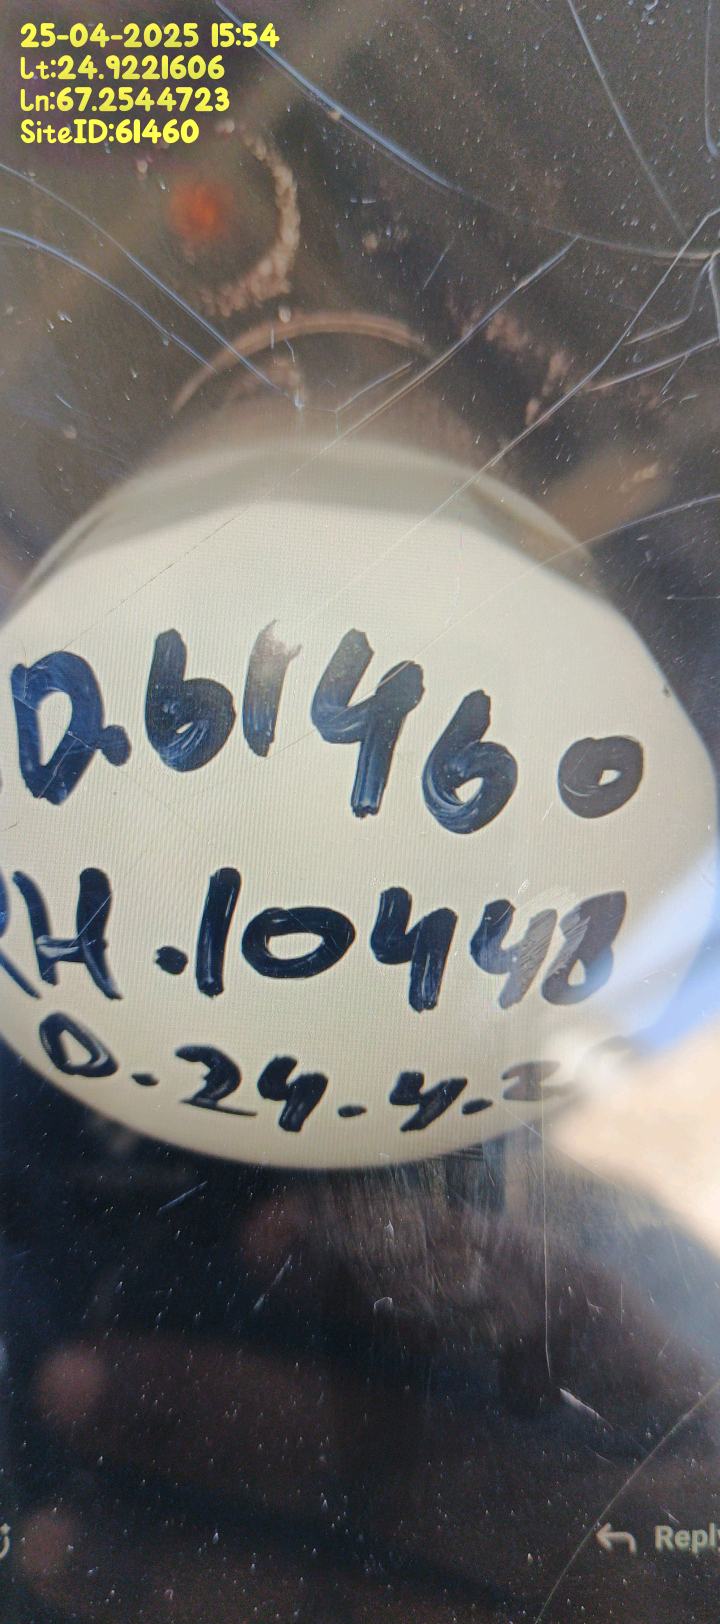 25-04-2025 15:54
Lt:24.9221606
Ln:67.2544723
SiteID:61460
D.61460
RH.10448
D.24-4-25
Reply